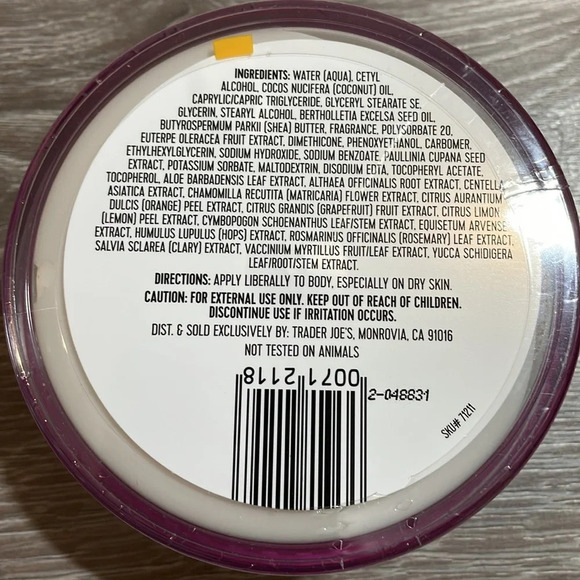 INGREDIENTS: WATER (AQUA), CETYL
ALCOHOL, COCOS NUCIFERA (COCONUT) OIL,
CAPRYLIC/CAPRIC TRIGLYCERIDE, GLYCERYL STEARATE SE,
GLYCERIN, STEARYL ALCOHOL, BERTHOLLETIA EXCELSA SEED OIL,
BUTYROSPERMUM PARKII (SHEA) BUTTER, FRAGRANCE, POLYSORBATE 20,
EUTERPE OLERACEA FRUIT EXTRACT, DIMETHICONE, PHENOXYETHANOL, CARBOMER,
ETHYLHEXYLGLYCERIN, SODIUM HYDROXIDE, SODIUM BENZOATE, PAULLINIA CUPANA SEED
EXTRACT, POTASSIUM SORBATE, MALTODEXTRIN, DISODIUM EDTA, TOCOPHERYL ACETATE,
TOCOPHEROL, ALOE BARBADENSIS LEAF EXTRACT, ALTHAEA OFFICINALIS ROOT EXTRACT, CENTELLA
ASIATICA EXTRACT, CHAMOMILLA RECUTITA (MATRICARIA) FLOWER EXTRACT, CITRUS AURANTIUM
DULCIS (ORANGE) PEEL EXTRACT, CITRUS GRANDIS (GRAPEFRUIT) FRUIT EXTRACT, CITRUS LIMON
(LEMON) PEEL EXTRACT, CYMBOPOGON SCHOENANTHUS LEAF/STEM EXTRACT, EQUISETUM ARVENSE
EXTRACT, HUMULUS LUPULUS (HOPS) EXTRACT, ROSMARINUS OFFICINALIS (ROSEMARY) LEAF EXTRACT,
SALVIA SCLAREA (CLARY) EXTRACT, VACCINIUM MYRTILLUS FRUIT/LEAF EXTRACT, YUCCA SCHIDIGERA
LEAF/ROOT/STEM EXTRACT.
DIRECTIONS: APPLY LIBERALLY TO BODY, ESPECIALLY ON DRY SKIN.
CAUTION: FOR EXTERNAL USE ONLY. KEEP OUT OF REACH OF CHILDREN.
DISCONTINUE USE IF IRRITATION OCCURS.
DIST. & SOLD EXCLUSIVELY BY: TRADER JOE'S, MONROVIA, CA 91016
NOT TESTED ON ANIMALS
00712118
2-048831
SKU# 71211